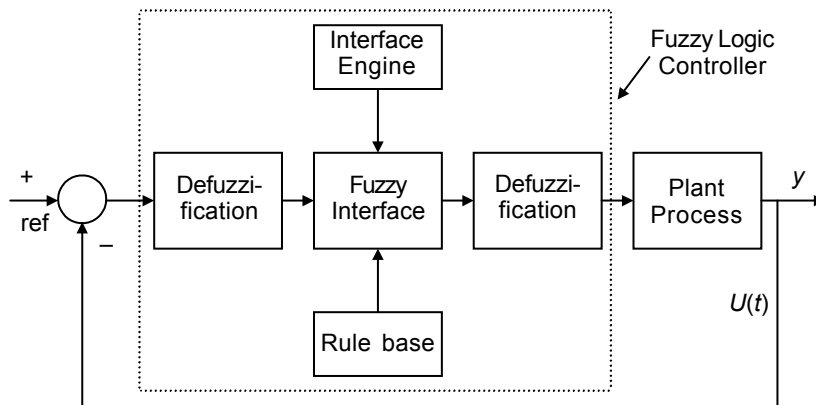 Interface
Engine
Fuzzy Logic
Controller
+
ref
−
Defuzzi-
fication
Fuzzy
Interface
Defuzzi-
fication
Plant
Process
y
U(t)
Rule base